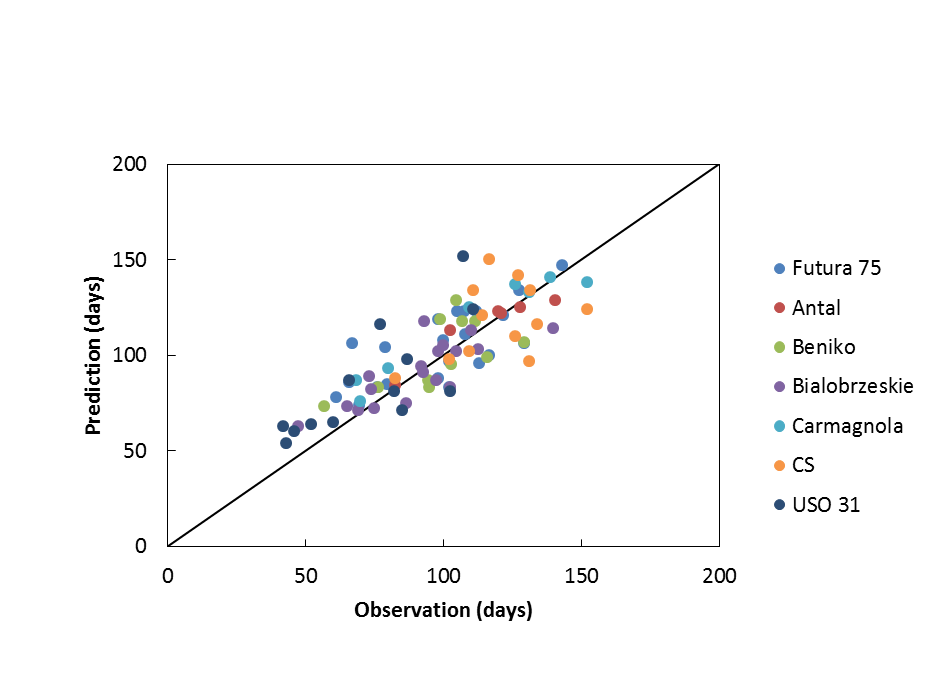 200
150
100
50
0
Prediction (days)
0 50 100 150 200
Observation (days)
Futura 75
Antal
Beniko
Bialobrzeskie
Carmagnola
CS
USO 31